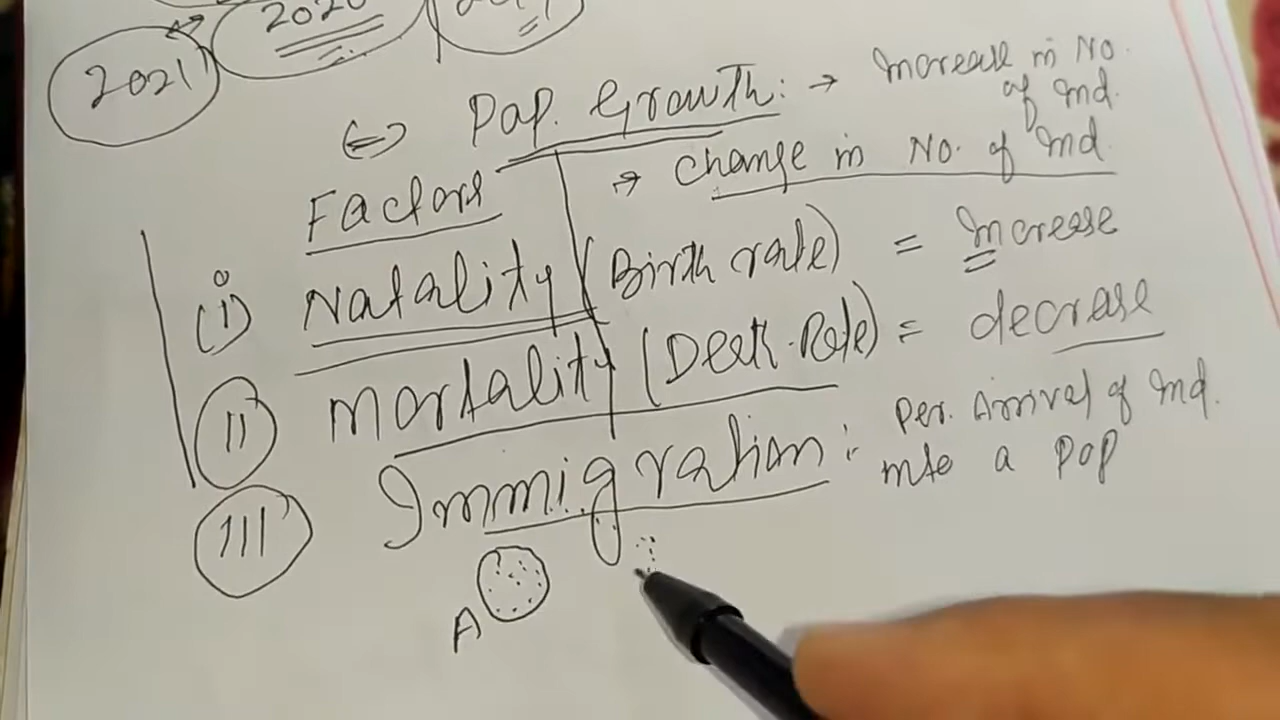 2021 2020
Pop. Growth: → Increase in No.
of Ind.
Factors → Change in No. of Ind.
(i) Natality (Birth rate) = Increase
II Mortality (Death Rate) = decrase
III Immigration: Per. Arrival of Ind.
into a Pop
A